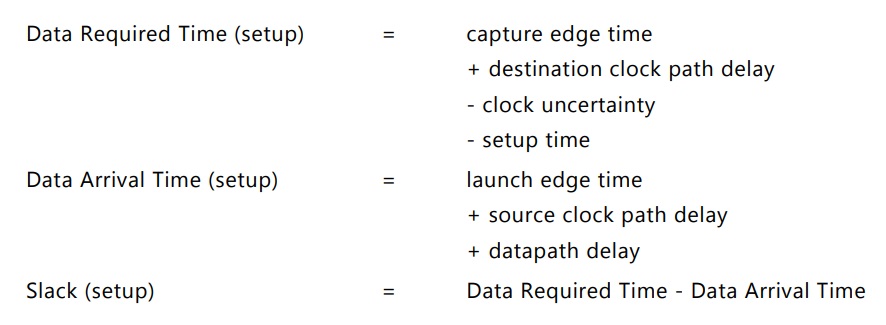 Data Required Time (setup) = capture edge time
+ destination clock path delay
- clock uncertainty
- setup time
Data Arrival Time (setup) = launch edge time
+ source clock path delay
+ datapath delay
Slack (setup) = Data Required Time - Data Arrival Time